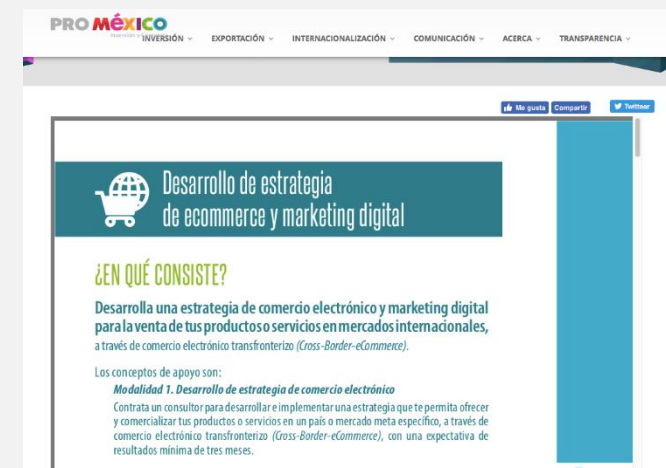 PRO MÉXICO
INVERSIÓN EXPORTACIÓN INTERNACIONALIZACIÓN COMUNICACIÓN ACERCA TRANSPARENCIA
Me gusta Compartir Twittear
Desarrollo de estrategia
de ecommerce y marketing digital
¿EN QUÉ CONSISTE?
Desarrolla una estrategia de comercio electrónico y marketing digital
para la venta de tus productos o servicios en mercados internacionales,
a través de comercio electrónico transfronterizo (Cross-Border-eCommerce).
Los conceptos de apoyo son:
Modalidad 1. Desarrollo de estrategia de comercio electrónico
Contrata un consultor para desarrollar e implementar una estrategia que te permita ofrecer
y comercializar tus productos o servicios en un país o mercado meta específico, a través de
comercio electrónico transfronterizo (Cross-Border-eCommerce), con una expectativa de
resultados mínima de tres meses.